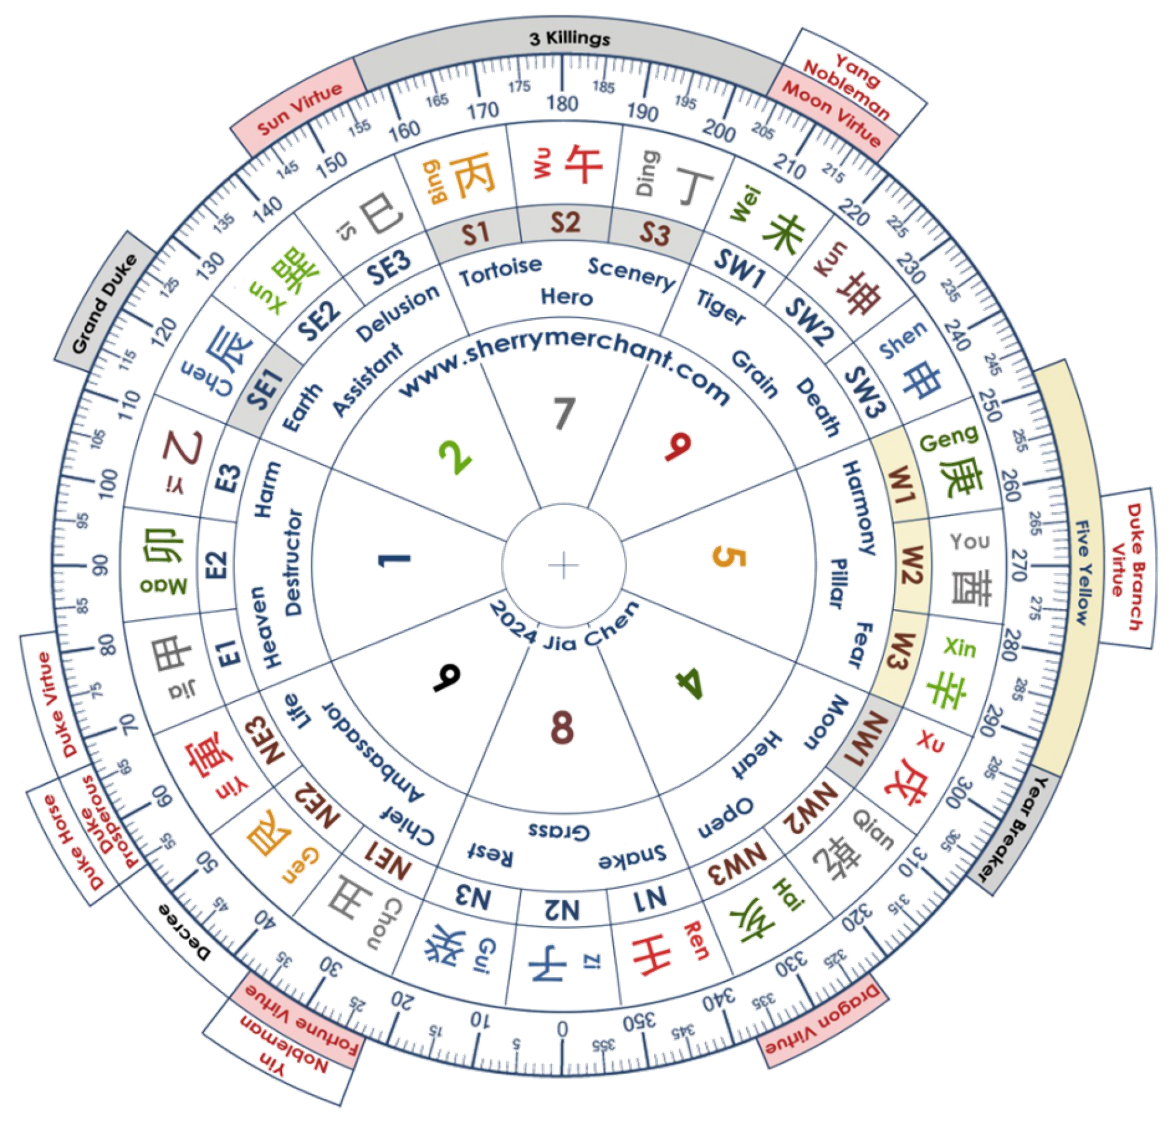 3 Killings
Yang
Nobleman
Moon Virtue
Five Yellow
Duke Branch
Virtue
Year Breaker
Dragon Virtue
Fortune Virtue
Yin
Nobleman
Decree
Duke
Prosperous
Duke Horse
Duke Virtue
Grand Duke
Sun Virtue
0
5
10
15
20
25
30
35
40
45
50
55
60
65
70
75
80
85
90
95
100
105
110
115
120
125
130
135
140
145
150
155
160
165
170
175
180
185
190
195
200
205
210
215
220
225
230
235
240
245
250
255
260
265
270
275
280
285
290
295
300
305
310
315
320
325
330
335
340
345
350
355
Bing 丙
Wu 午
Ding 丁
Wei 未
Kun 坤
Shen 申
Geng 庚
You 酉
Xin 辛
Xu 戌
Qian 乾
Hai 亥
Ren 壬
Zi 子
Gui 癸
Chou 丑
Gen 艮
Yin 寅
Jia 甲
Mao 卯
Yi 乙
Chen 辰
Xun 巽
Si 巳
S1
S2
S3
SW1
SW2
SW3
W1
W2
W3
NW1
NW2
NW3
N1
N2
N3
NE1
NE2
NE3
E1
E2
E3
SE1
SE2
SE3
Tortoise
Hero
Scenery
Tiger
Grain
Death
Harmony
Pillar
Fear
Moon
Heart
Open
Snake
Grass
Rest
Chief
Ambassador
Life
Heaven
Destructor
Harm
Earth
Assistant
Delusion
www.sherrymerchant.com
7
9
5
4
8
6
1
2
2024 Jia Chen